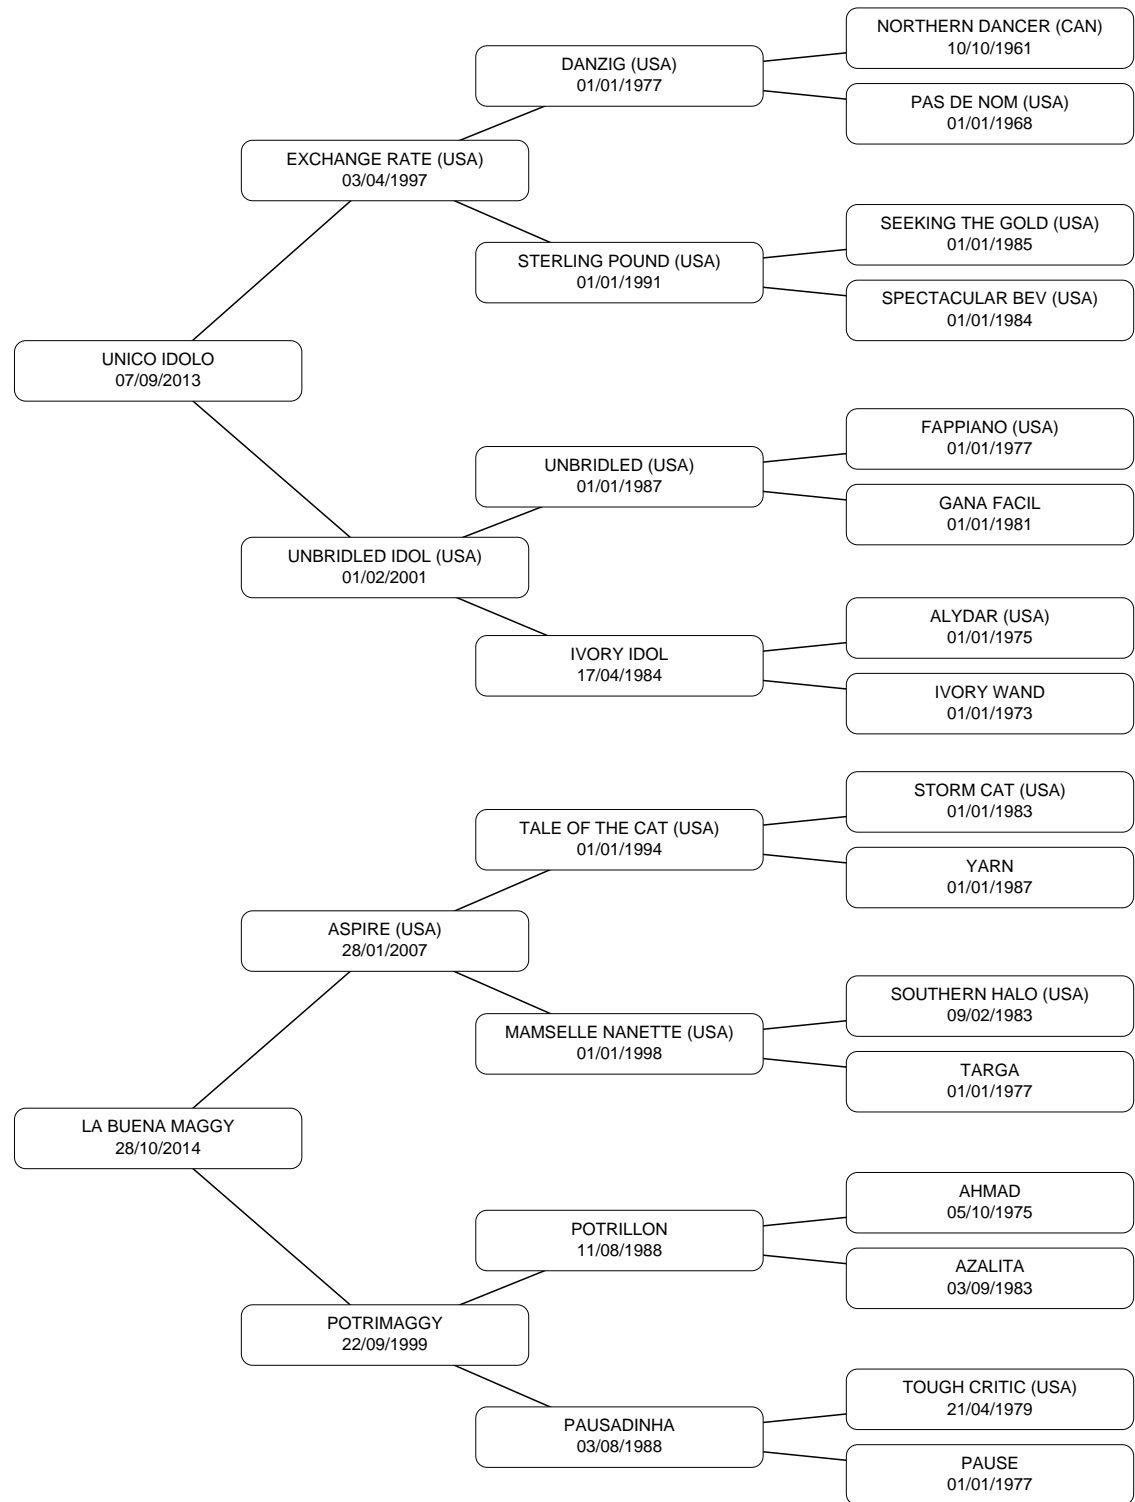 NORTHERN DANCER (CAN)
10/10/1961
DANZIG (USA)
01/01/1977
PAS DE NOM (USA)
01/01/1968
EXCHANGE RATE (USA)
03/04/1997
SEEKING THE GOLD (USA)
01/01/1985
STERLING POUND (USA)
01/01/1991
SPECTACULAR BEV (USA)
01/01/1984
UNICO IDOLO
07/09/2013
FAPPIANO (USA)
01/01/1977
UNBRIDLED (USA)
01/01/1987
GANA FACIL
01/01/1981
UNBRIDLED IDOL (USA)
01/02/2001
ALYDAR (USA)
01/01/1975
IVORY IDOL
17/04/1984
IVORY WAND
01/01/1973
STORM CAT (USA)
01/01/1983
TALE OF THE CAT (USA)
01/01/1994
YARN
01/01/1987
ASPIRE (USA)
28/01/2007
SOUTHERN HALO (USA)
09/02/1983
MAMSELLE NANETTE (USA)
01/01/1998
TARGA
01/01/1977
LA BUENA MAGGY
28/10/2014
AHMAD
05/10/1975
POTRILLON
11/08/1988
AZALITA
03/09/1983
POTRIMAGGY
22/09/1999
TOUGH CRITIC (USA)
21/04/1979
PAUSADINHA
03/08/1988
PAUSE
01/01/1977